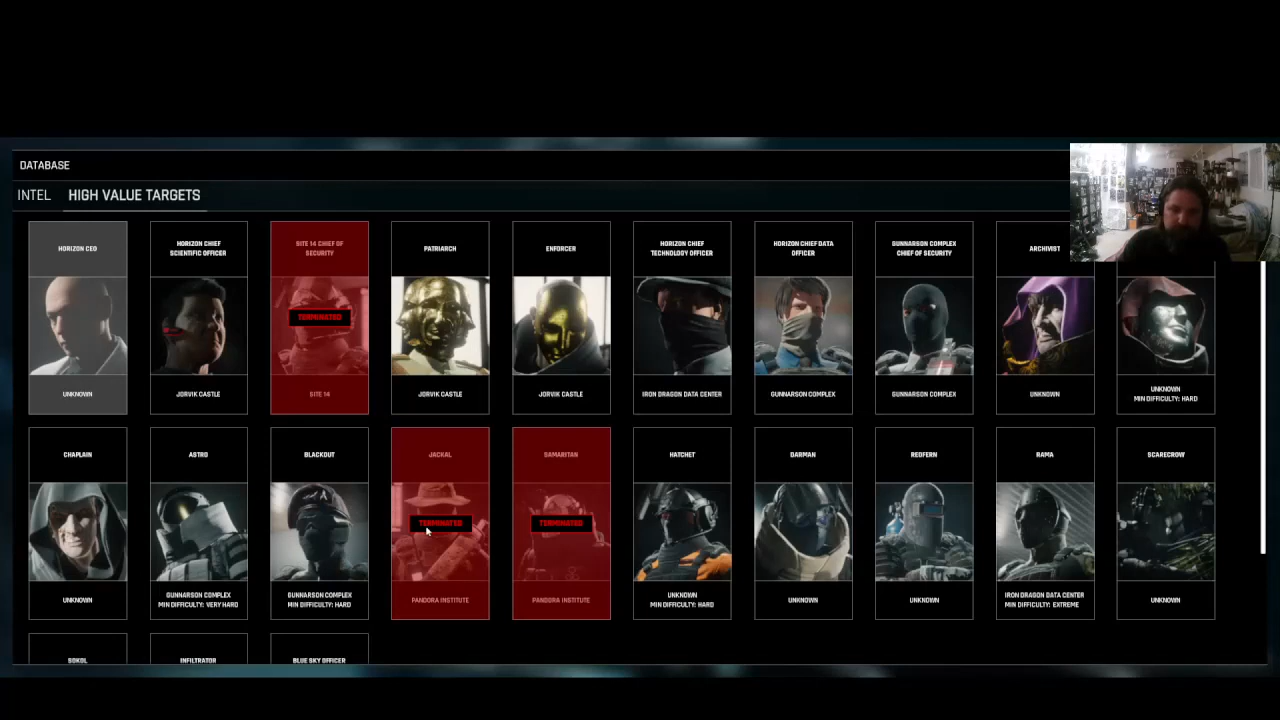 DATABASE
INTEL HIGH VALUE TARGETS
HORIZON CEO
UNKNOWN
HORIZON CHIEF
SCIENTIFIC OFFICER
JORVIK CASTLE
SITE 14 CHIEF OF
SECURITY
TERMINATED
SITE 14
PATRIARCH
JORVIK CASTLE
ENFORCER
JORVIK CASTLE
HORIZON CHIEF
TECHNOLOGY OFFICER
IRON DRAGON DATA CENTER
HORIZON CHIEF DATA
OFFICER
GUNNARSON COMPLEX
GUNNARSON COMPLEX
CHIEF OF SECURITY
GUNNARSON COMPLEX
ARCHIVIST
UNKNOWN
UNKNOWN
MIN DIFFICULTY: HARD
CHAPLAIN
UNKNOWN
ASTRO
GUNNARSON COMPLEX
MIN DIFFICULTY: VERY HARD
BLACKOUT
GUNNARSON COMPLEX
MIN DIFFICULTY: HARD
JACKAL
TERMINATED
PANDORA INSTITUTE
SAMARITAN
TERMINATED
PANDORA INSTITUTE
HATCHET
UNKNOWN
MIN DIFFICULTY: HARD
DARMAN
UNKNOWN
REDFERN
UNKNOWN
RAMA
IRON DRAGON DATA CENTER
MIN DIFFICULTY: EXTREME
SCARECROW
UNKNOWN
SOKOL
INFILTRATOR
BLUE SKY OFFICER